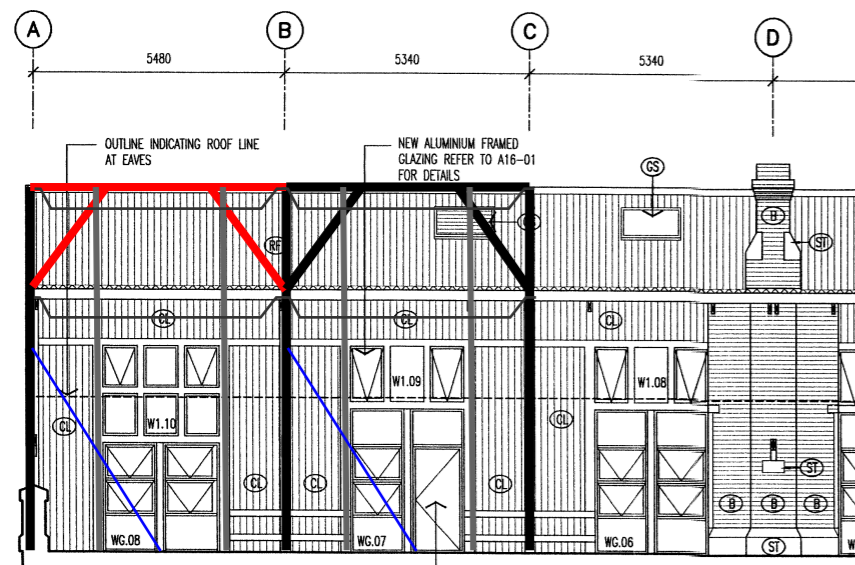 A B C D
5480 5340 5340
OUTLINE INDICATING ROOF LINE
AT EAVES
NEW ALUMINIUM FRAMED
GLAZING REFER TO A16-01
FOR DETAILS
GS
B
RF
ST
CL CL CL
W1.09 W1.08
W1.10
CL CL
ST
CL CL CL
B B B
WG.08 WG.07 WG.06 W
ST